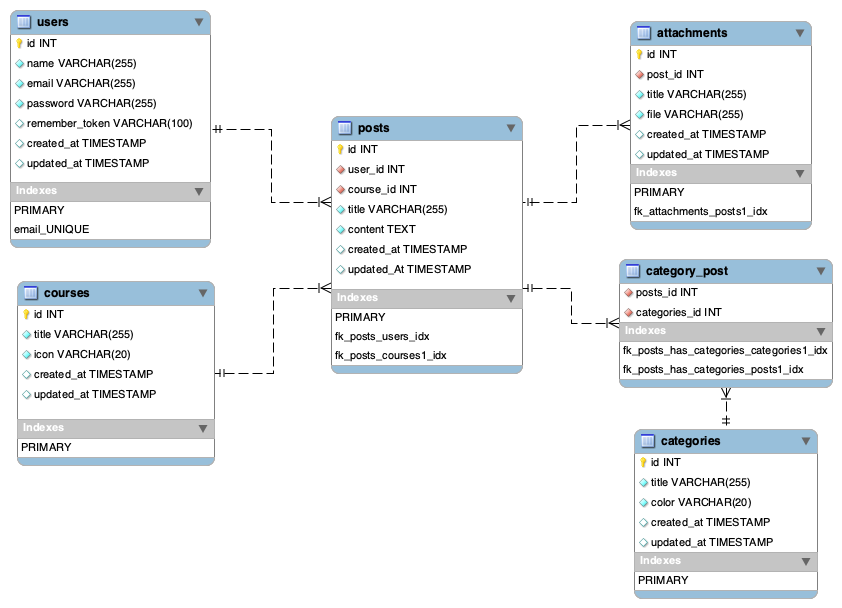 users
id INT
name VARCHAR(255)
email VARCHAR(255)
password VARCHAR(255)
remember_token VARCHAR(100)
created_at TIMESTAMP
updated_at TIMESTAMP
Indexes
PRIMARY
email_UNIQUE
courses
id INT
title VARCHAR(255)
icon VARCHAR(20)
created_at TIMESTAMP
updated_at TIMESTAMP
Indexes
PRIMARY
posts
id INT
user_id INT
course_id INT
title VARCHAR(255)
content TEXT
created_at TIMESTAMP
updated_At TIMESTAMP
Indexes
PRIMARY
fk_posts_users_idx
fk_posts_courses1_idx
attachments
id INT
post_id INT
title VARCHAR(255)
file VARCHAR(255)
created_at TIMESTAMP
updated_at TIMESTAMP
Indexes
PRIMARY
fk_attachments_posts1_idx
category_post
posts_id INT
categories_id INT
Indexes
fk_posts_has_categories_categories1_idx
fk_posts_has_categories_posts1_idx
categories
id INT
title VARCHAR(255)
color VARCHAR(20)
created_at TIMESTAMP
updated_at TIMESTAMP
Indexes
PRIMARY